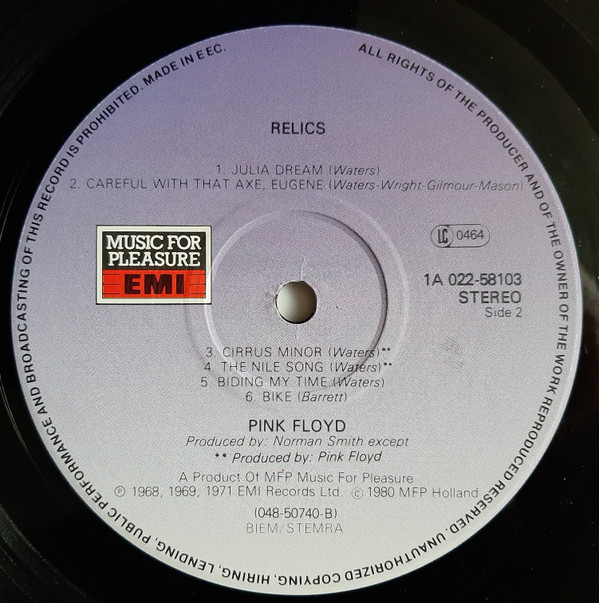 ALL RIGHTS OF THE PRODUCER AND OF THE OWNER OF THE WORK REPRODUCED RESERVED. UNAUTHORIZED COPYING, HIRING, LENDING, PUBLIC PERFORMANCE AND BROADCASTING OF THIS RECORD IS PROHIBITED. MADE IN EEC.
RELICS
1. JULIA DREAM (Waters)
2. CAREFUL WITH THAT AXE, EUGENE (Waters-Wright-Gilmour-Mason)
MUSIC FOR
PLEASURE
EMI
LC 0464
1A 022-58103
STEREO
Side 2
3. CIRRUS MINOR (Waters)**
4. THE NILE SONG (Waters)**
5. BIDING MY TIME (Waters)
6. BIKE (Barrett)
PINK FLOYD
Produced by: Norman Smith except
** Produced by: Pink Floyd
A Product Of MFP Music For Pleasure
℗ 1968, 1969, 1971 EMI Records Ltd. © 1980 MFP Holland
(048-50740-B)
BIEM/STEMRA